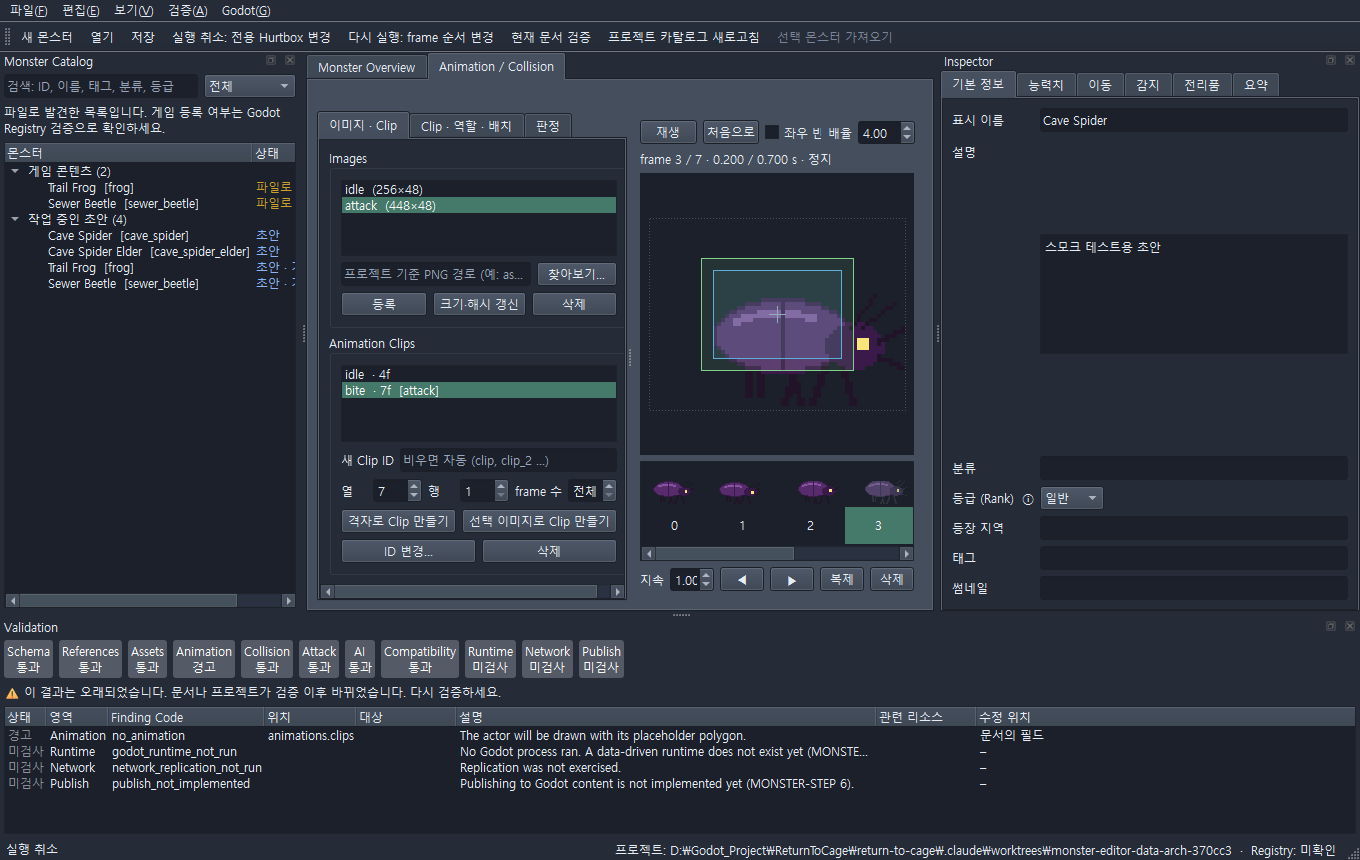 파일(F) 편집(E) 보기(V) 검증(A) Godot(G)
새 몬스터 열기 저장 실행 취소: 전용 Hurtbox 변경 다시 실행: frame 순서 변경 현재 문서 검증 프로젝트 카탈로그 새로고침 선택 몬스터 가져오기
Monster Catalog
검색: ID, 이름, 태그, 분류, 등급 전체
파일로 발견한 목록입니다. 게임 등록 여부는 Godot
Registry 검증으로 확인하세요.
몬스터 상태
게임 콘텐츠 (2)
Trail Frog [frog] 파일로
Sewer Beetle [sewer_beetle] 파일로
작업 중인 초안 (4)
Cave Spider [cave_spider] 초안
Cave Spider Elder [cave_spider_elder] 초안
Trail Frog [frog] 초안 ·
Sewer Beetle [sewer_beetle] 초안 ·
Monster Overview Animation / Collision
이미지 · Clip Clip · 역할 · 배치 판정
Images
idle (256×48)
attack (448×48)
프로젝트 기준 PNG 경로 (예: as... 찾아보기...
등록 크기·해시 갱신 삭제
Animation Clips
idle · 4f
bite · 7f [attack]
새 Clip ID 비우면 자동 (clip, clip_2 ...)
열 7 행 1 frame 수 전체
격자로 Clip 만들기 선택 이미지로 Clip 만들기
ID 변경... 삭제
재생 처음으로 좌우 빈 배율 4.00
frame 3 / 7 · 0.200 / 0.700 s · 정지
0 1 2 3
지속 1.00 ◀ ▶ 복제 삭제
Inspector
기본 정보 능력치 이동 감지 전리품 요약
표시 이름 Cave Spider
설명
스모크 테스트용 초안
분류
등급 (Rank) 일반
등장 지역
태그
썸네일
Validation
Schema 통과 References 통과 Assets 통과 Animation 경고 Collision 통과 Attack 통과 AI 통과 Compatibility 통과 Runtime 미검사 Network 미검사 Publish 미검사
이 결과는 오래되었습니다. 문서나 프로젝트가 검증 이후 바뀌었습니다. 다시 검증하세요.
상태 영역 Finding Code 위치 대상 설명 관련 리소스 수정 위치
경고 Animation no_animation animations.clips The actor will be drawn with its placeholder polygon. 문서의 필드
미검사 Runtime godot_runtime_not_run No Godot process ran. A data-driven runtime does not exist yet (MONSTE... –
미검사 Network network_replication_not_run Replication was not exercised. –
미검사 Publish publish_not_implemented Publishing to Godot content is not implemented yet (MONSTER-STEP 6). –
실행 취소 프로젝트: D:₩Godot_Project₩ReturnToCage₩return-to-cage₩.claude₩worktrees₩monster-editor-data-arch-370cc3 · Registry: 미확인